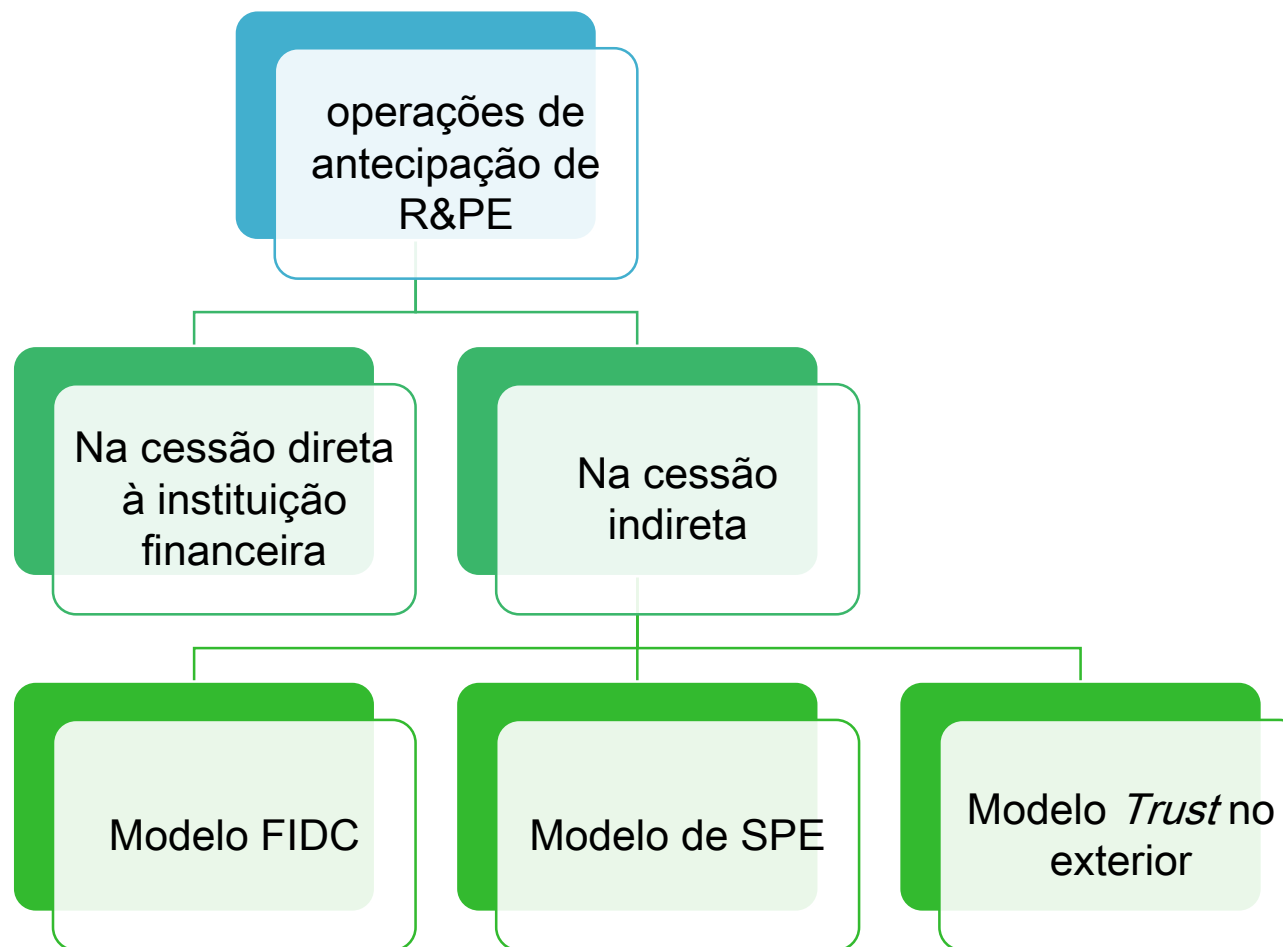 operações de
antecipação de
R&PE
Na cessão direta
à instituição
financeira
Na cessão
indireta
Modelo FIDC
Modelo de SPE
Modelo Trust no
exterior